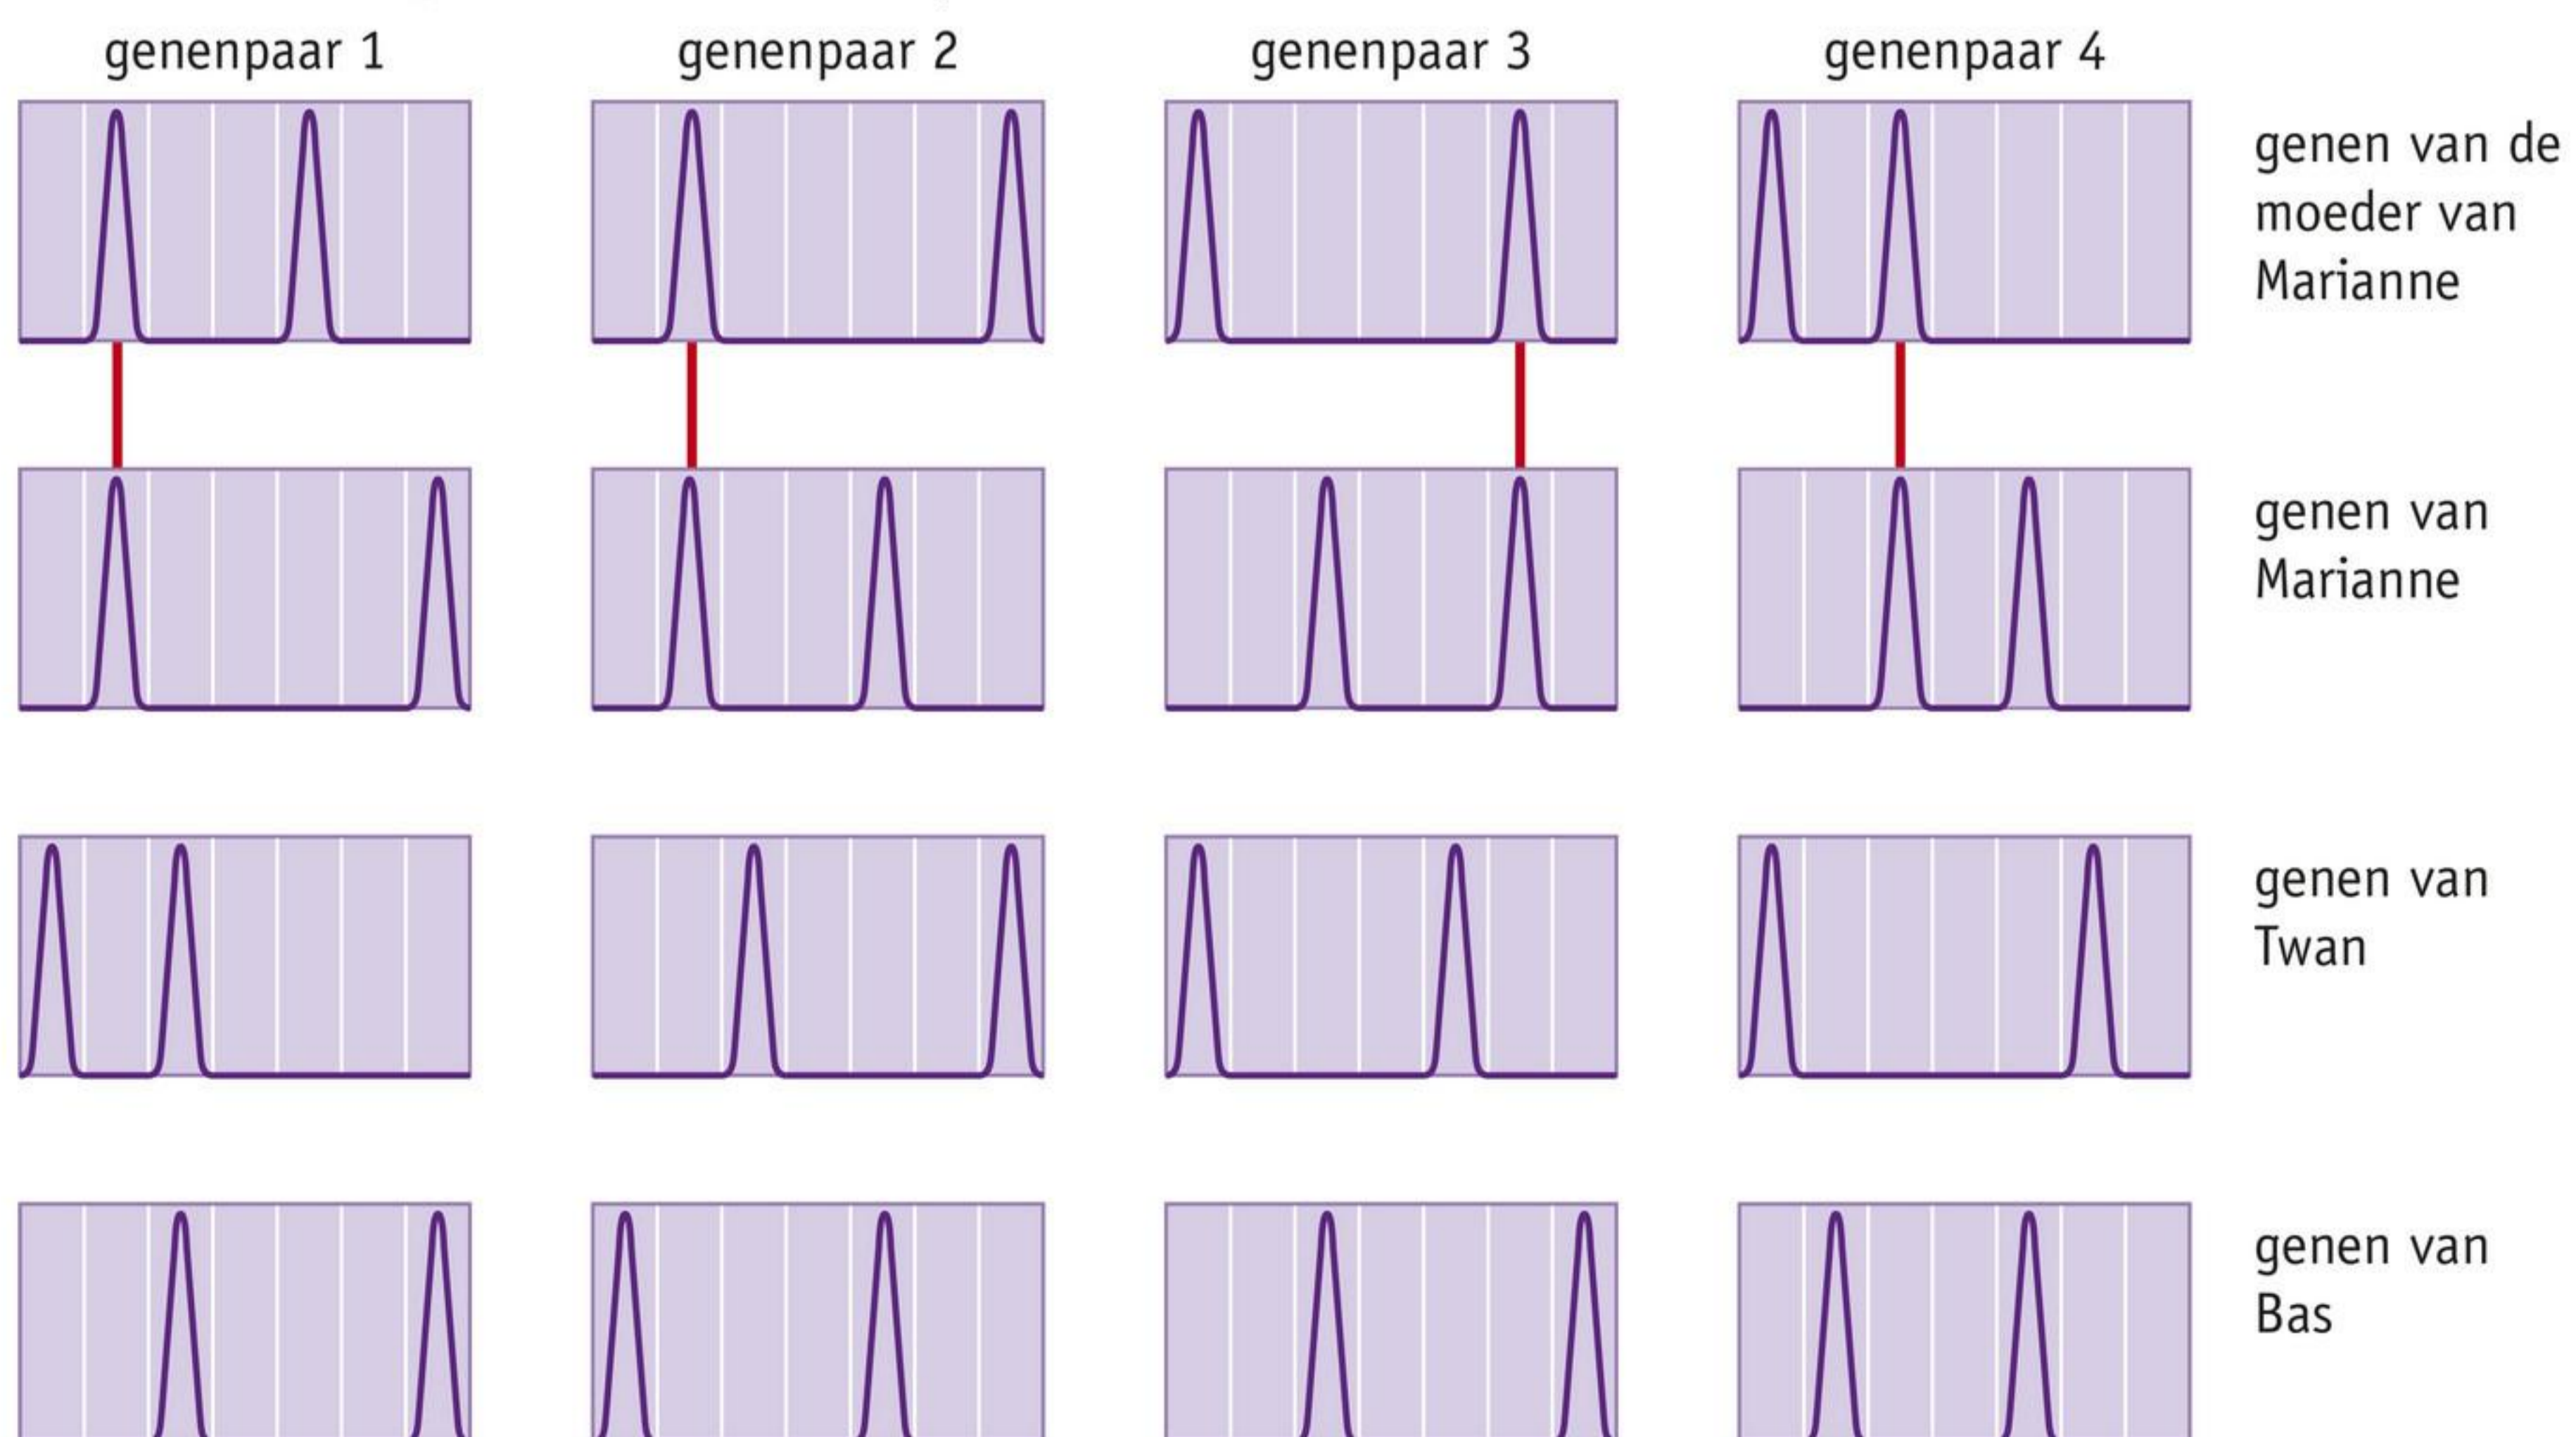 genenpaar 1
genenpaar 2
genenpaar 3
genenpaar 4
genen van de
moeder van
Marianne
genen van
Marianne
genen van
Twan
genen van
Bas